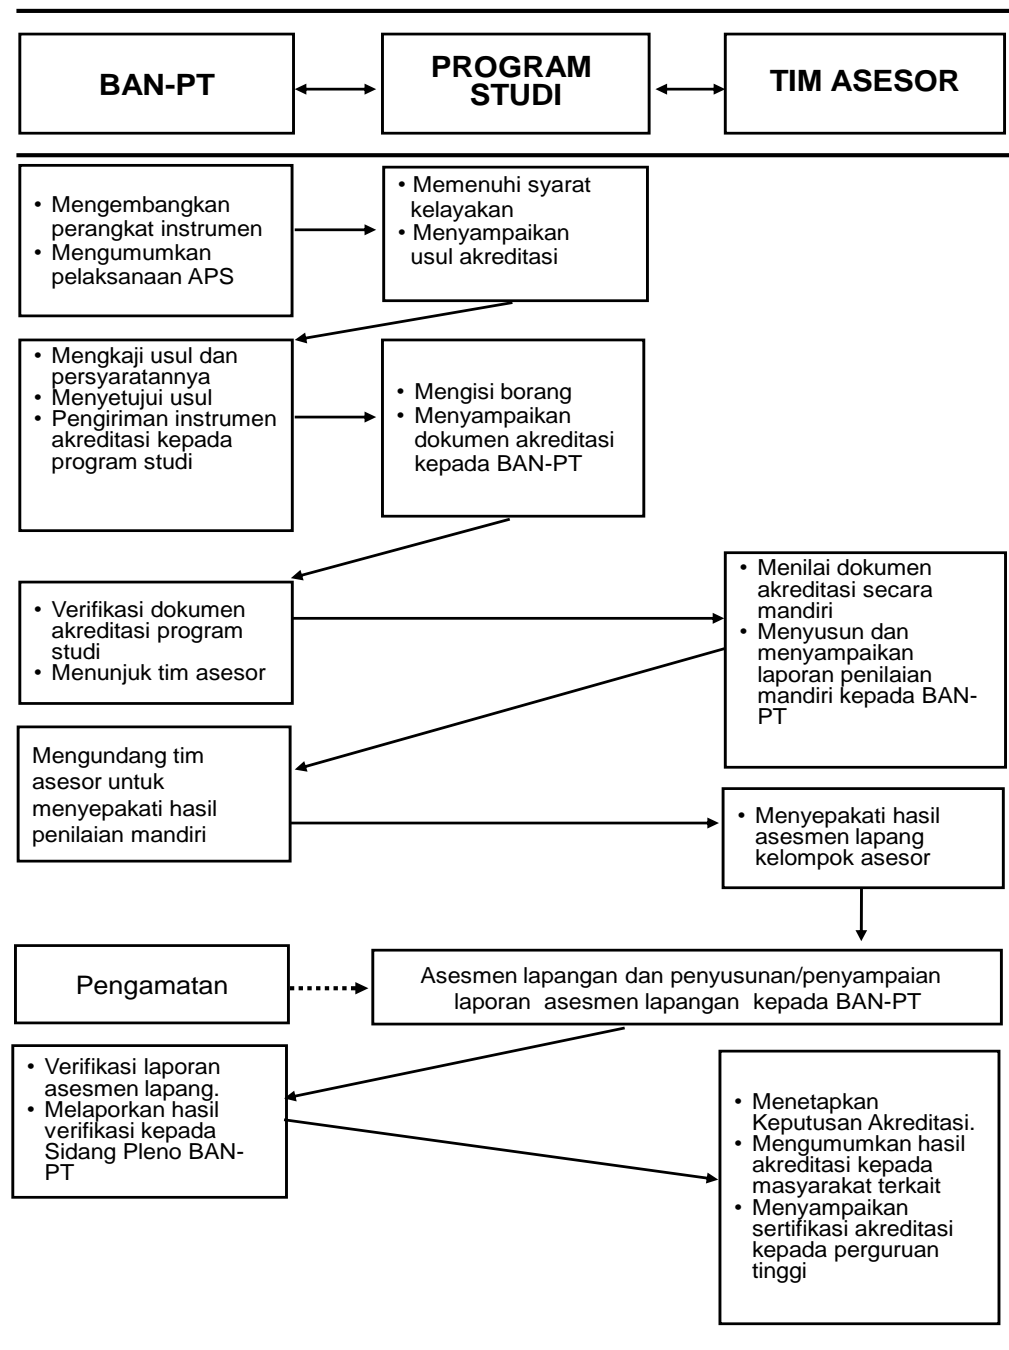 BAN-PT
PROGRAM
STUDI
TIM ASESOR
• Mengembangkan
perangkat instrumen
• Mengumumkan
pelaksanaan APS
• Memenuhi syarat
kelayakan
• Menyampaikan
usul akreditasi
• Mengkaji usul dan
persyaratannya
• Menyetujui usul
• Pengiriman instrumen
akreditasi kepada
program studi
• Mengisi borang
• Menyampaikan
dokumen akreditasi
kepada BAN-PT
• Verifikasi dokumen
akreditasi program
studi
• Menunjuk tim asesor
• Menilai dokumen
akreditasi secara
mandiri
• Menyusun dan
menyampaikan
laporan penilaian
mandiri kepada BAN-
PT
Mengundang tim
asesor untuk
menyepakati hasil
penilaian mandiri
• Menyepakati hasil
asesmen lapang
kelompok asesor
Pengamatan
Asesmen lapangan dan penyusunan/penyampaian
laporan asesmen lapangan kepada BAN-PT
• Verifikasi laporan
asesmen lapang.
• Melaporkan hasil
verifikasi kepada
Sidang Pleno BAN-
PT
• Menetapkan
Keputusan Akreditasi.
• Mengumumkan hasil
akreditasi kepada
masyarakat terkait
• Menyampaikan
sertifikasi akreditasi
kepada perguruan
tinggi